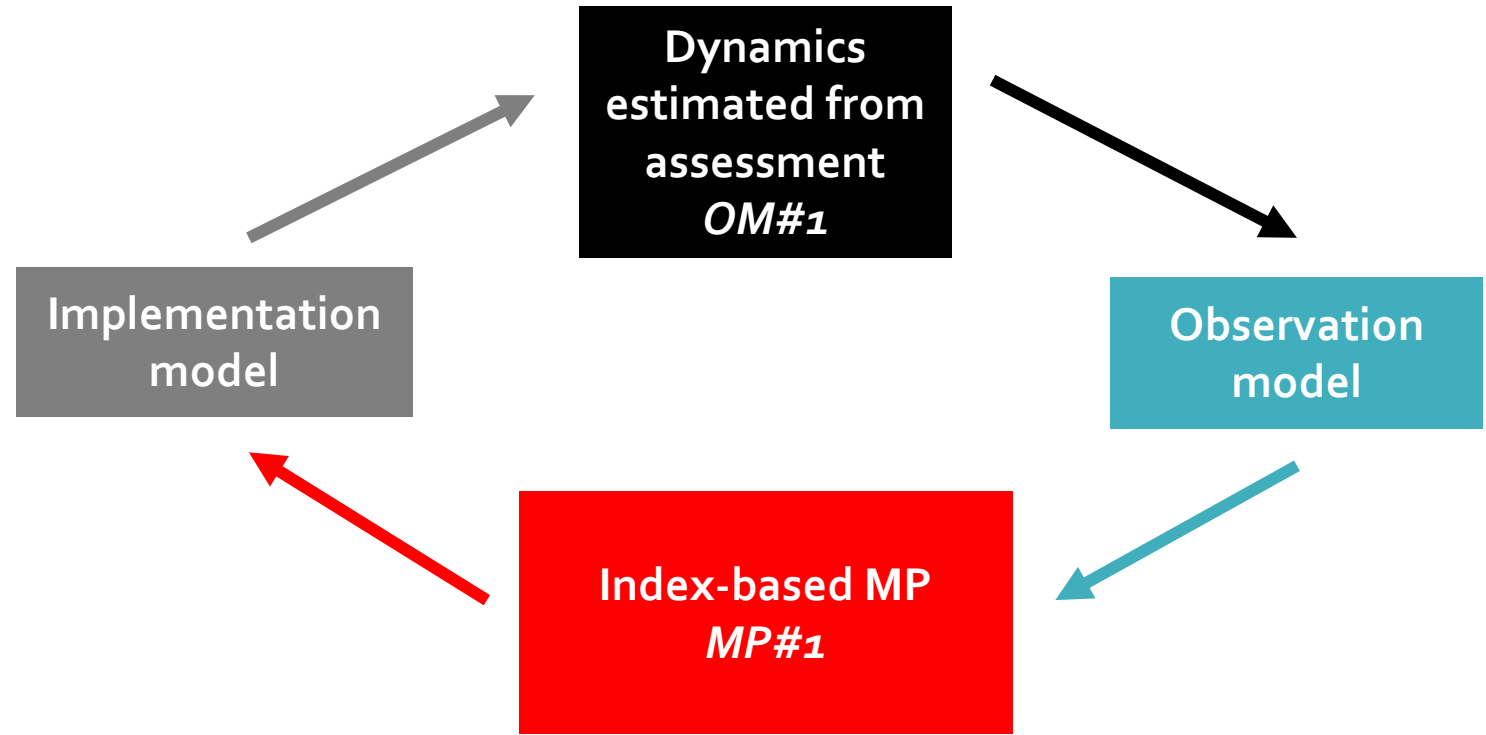 Dynamics
estimated from
assessment
OM#1
Implementation
model
Observation
model
Index-based MP
MP#1